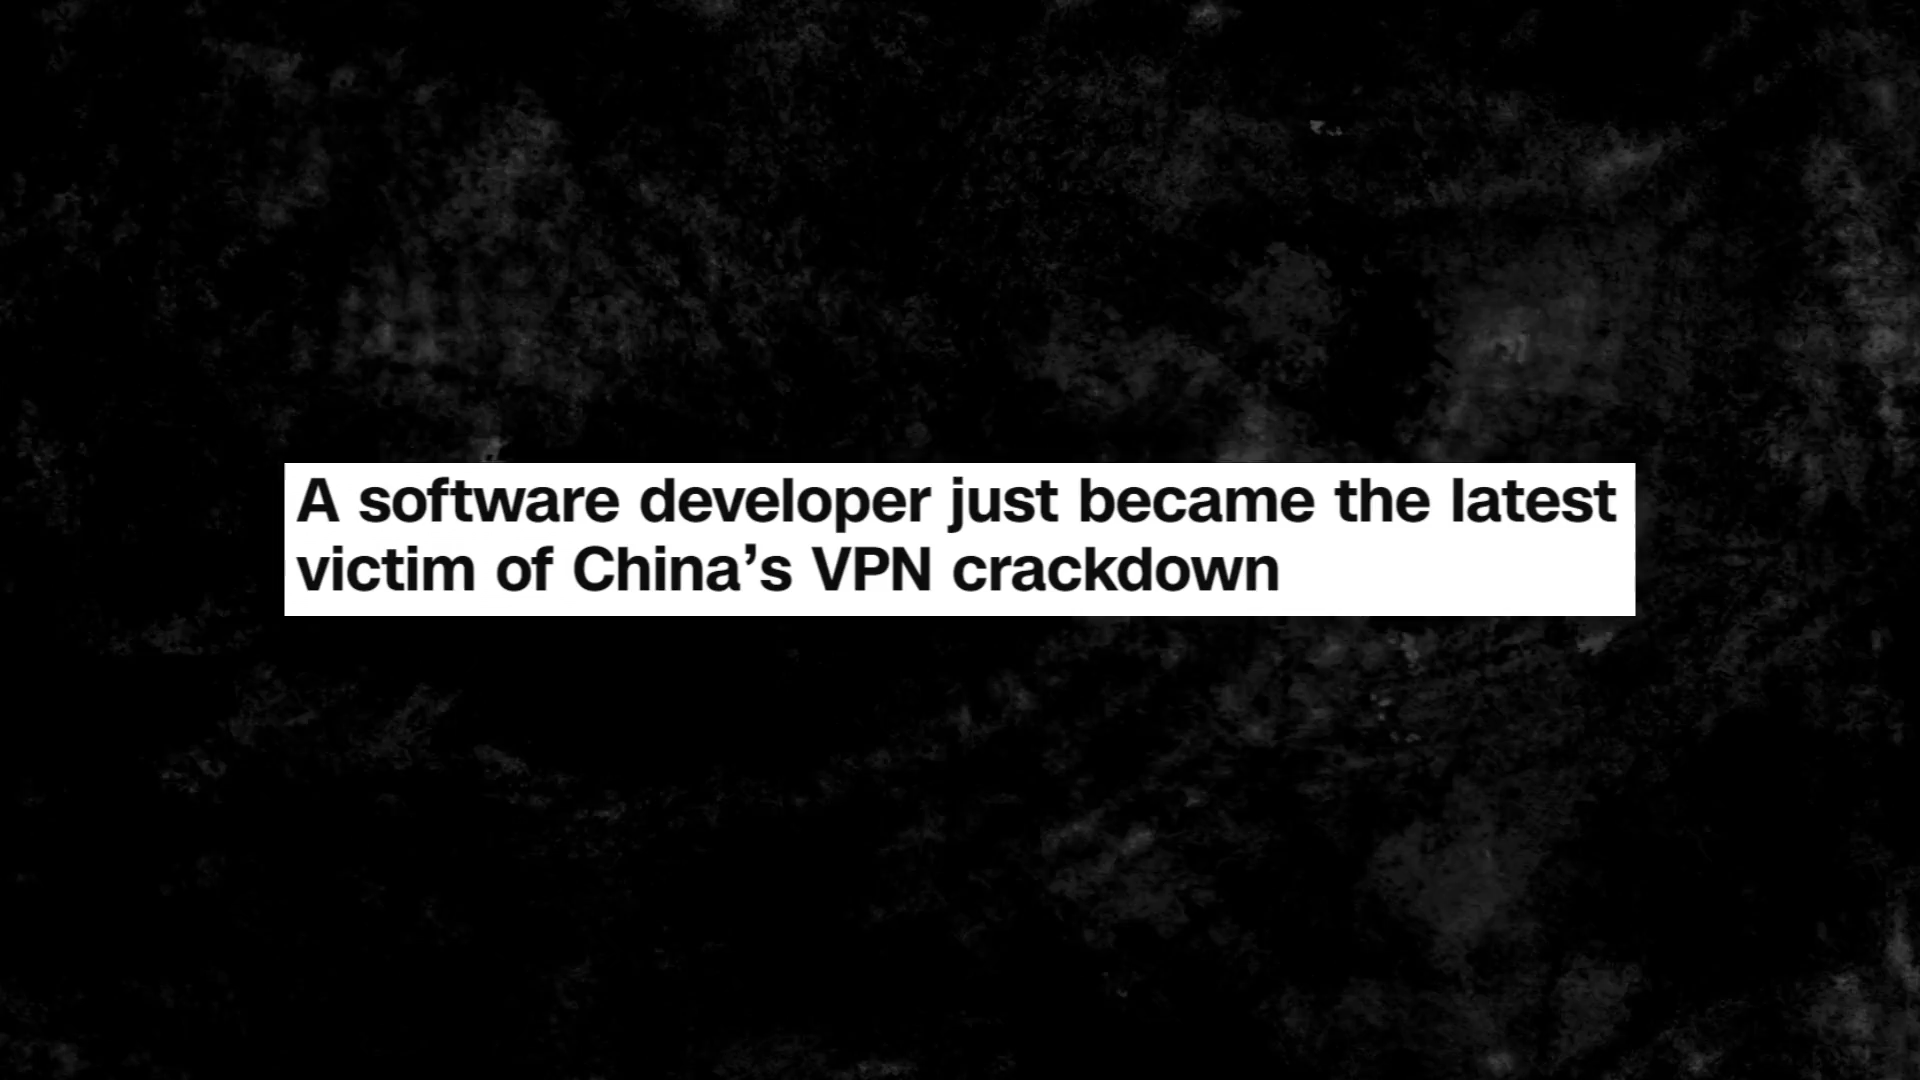 A software developer just became the latest
victim of China’s VPN crackdown